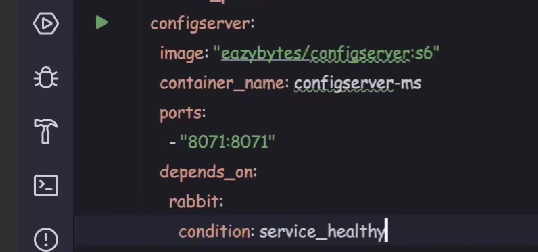 configserver:
image: "eazybytes/configserver:s6"
container_name: configserver-ms
ports:
- "8071:8071"
depends_on:
rabbit:
condition: service_healthy